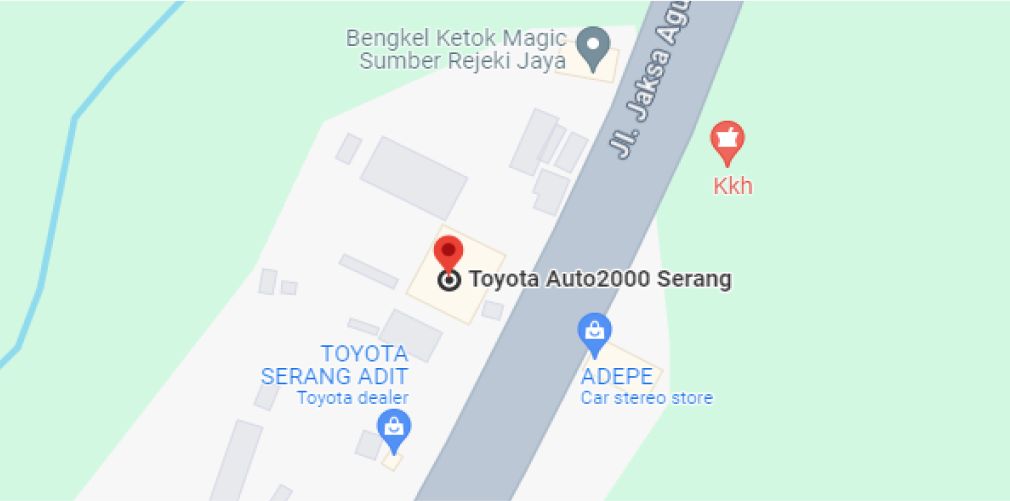 Bengkel Ketok Magic
Sumber Rejeki Jaya
Jl. Jaksa Agu
Kkh
Toyota Auto2000 Serang
TOYOTA
SERANG ADIT
Toyota dealer
ADEPE
Car stereo store